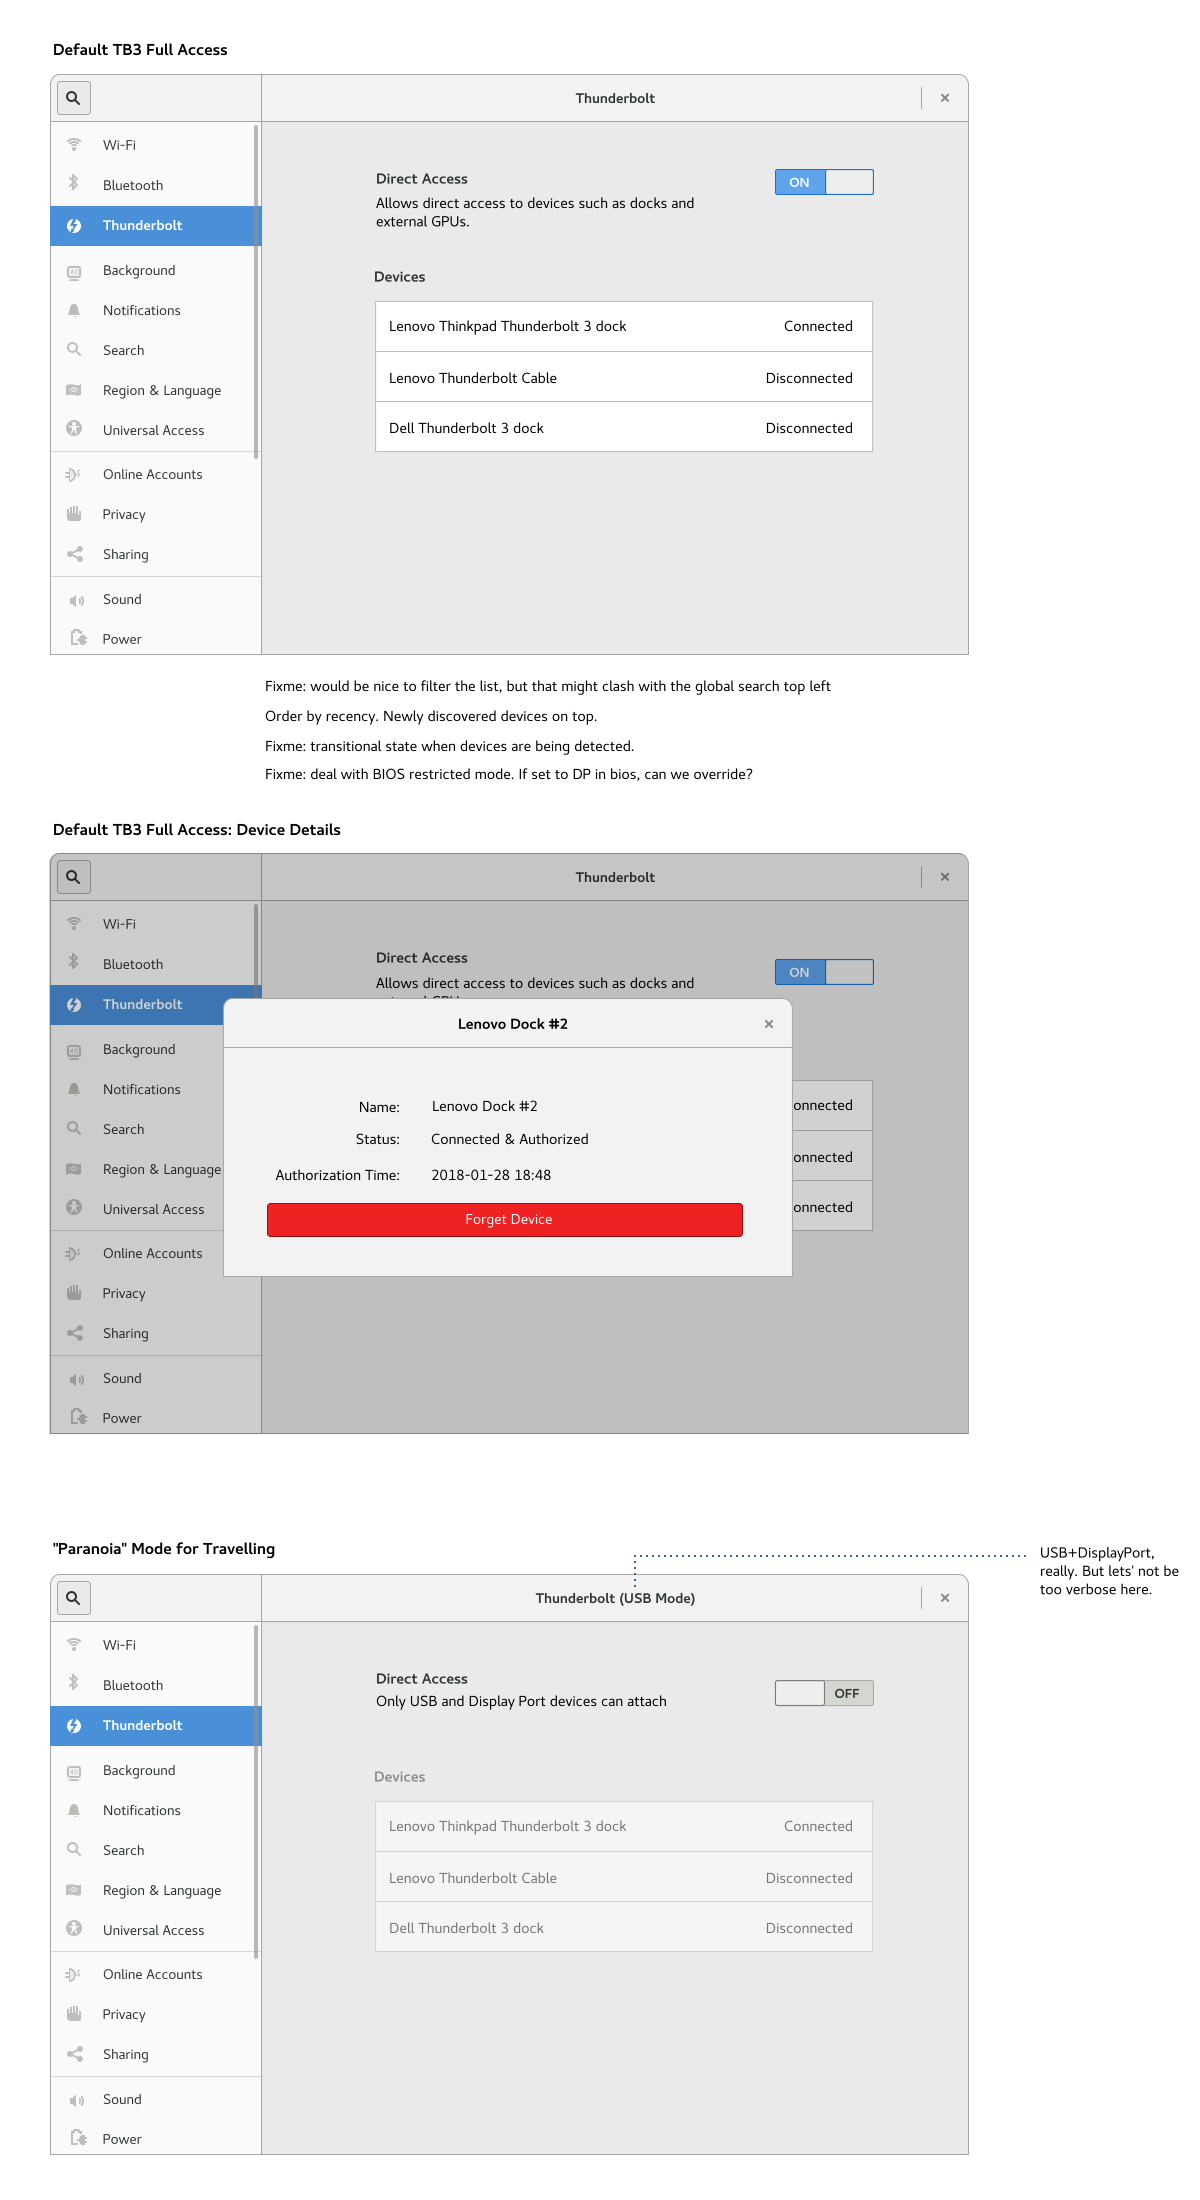 Default TB3 Full Access
Thunderbolt
Wi-Fi
Bluetooth
Thunderbolt
Background
Notifications
Search
Region & Language
Universal Access
Online Accounts
Privacy
Sharing
Sound
Power
Direct Access
ON
Allows direct access to devices such as docks and
external GPUs.
Devices
Lenovo Thinkpad Thunderbolt 3 dock Connected
Lenovo Thunderbolt Cable Disconnected
Dell Thunderbolt 3 dock Disconnected
Fixme: would be nice to filter the list, but that might clash with the global search top left
Order by recency. Newly discovered devices on top.
Fixme: transitional state when devices are being detected.
Fixme: deal with BIOS restricted mode. If set to DP in bios, can we override?
Default TB3 Full Access: Device Details
Thunderbolt
Wi-Fi
Bluetooth
Thunderbolt
Background
Notifications
Search
Region & Language
Universal Access
Online Accounts
Privacy
Sharing
Sound
Power
Direct Access
ON
Allows direct access to devices such as docks and
onnected
onnected
onnected
Lenovo Dock #2
Name: Lenovo Dock #2
Status: Connected & Authorized
Authorization Time: 2018-01-28 18:48
Forget Device
"Paranoia" Mode for Travelling
USB+DisplayPort,
really. But lets' not be
too verbose here.
Thunderbolt (USB Mode)
Wi-Fi
Bluetooth
Thunderbolt
Background
Notifications
Search
Region & Language
Universal Access
Online Accounts
Privacy
Sharing
Sound
Power
Direct Access
OFF
Only USB and Display Port devices can attach
Devices
Lenovo Thinkpad Thunderbolt 3 dock Connected
Lenovo Thunderbolt Cable Disconnected
Dell Thunderbolt 3 dock Disconnected